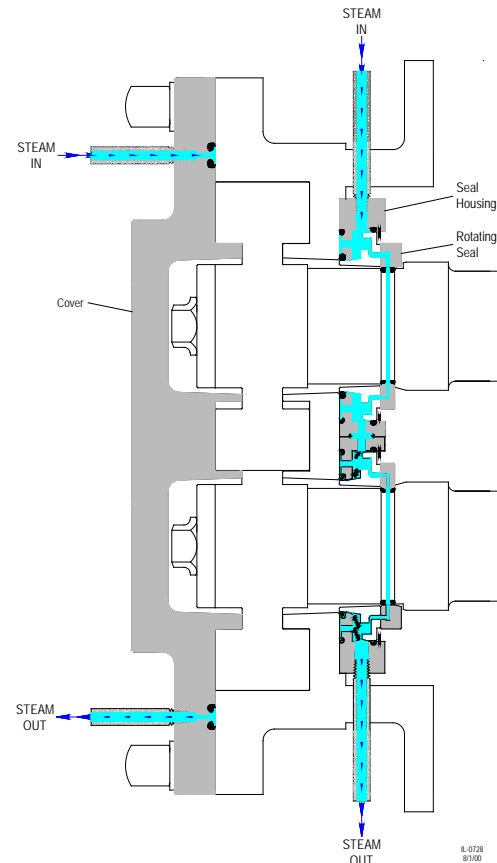 STEAM
IN
STEAM
IN
Seal
Housing
Rotating
Seal
Cover
STEAM
OUT
STEAM
OUT
IL-0728
8/1/00